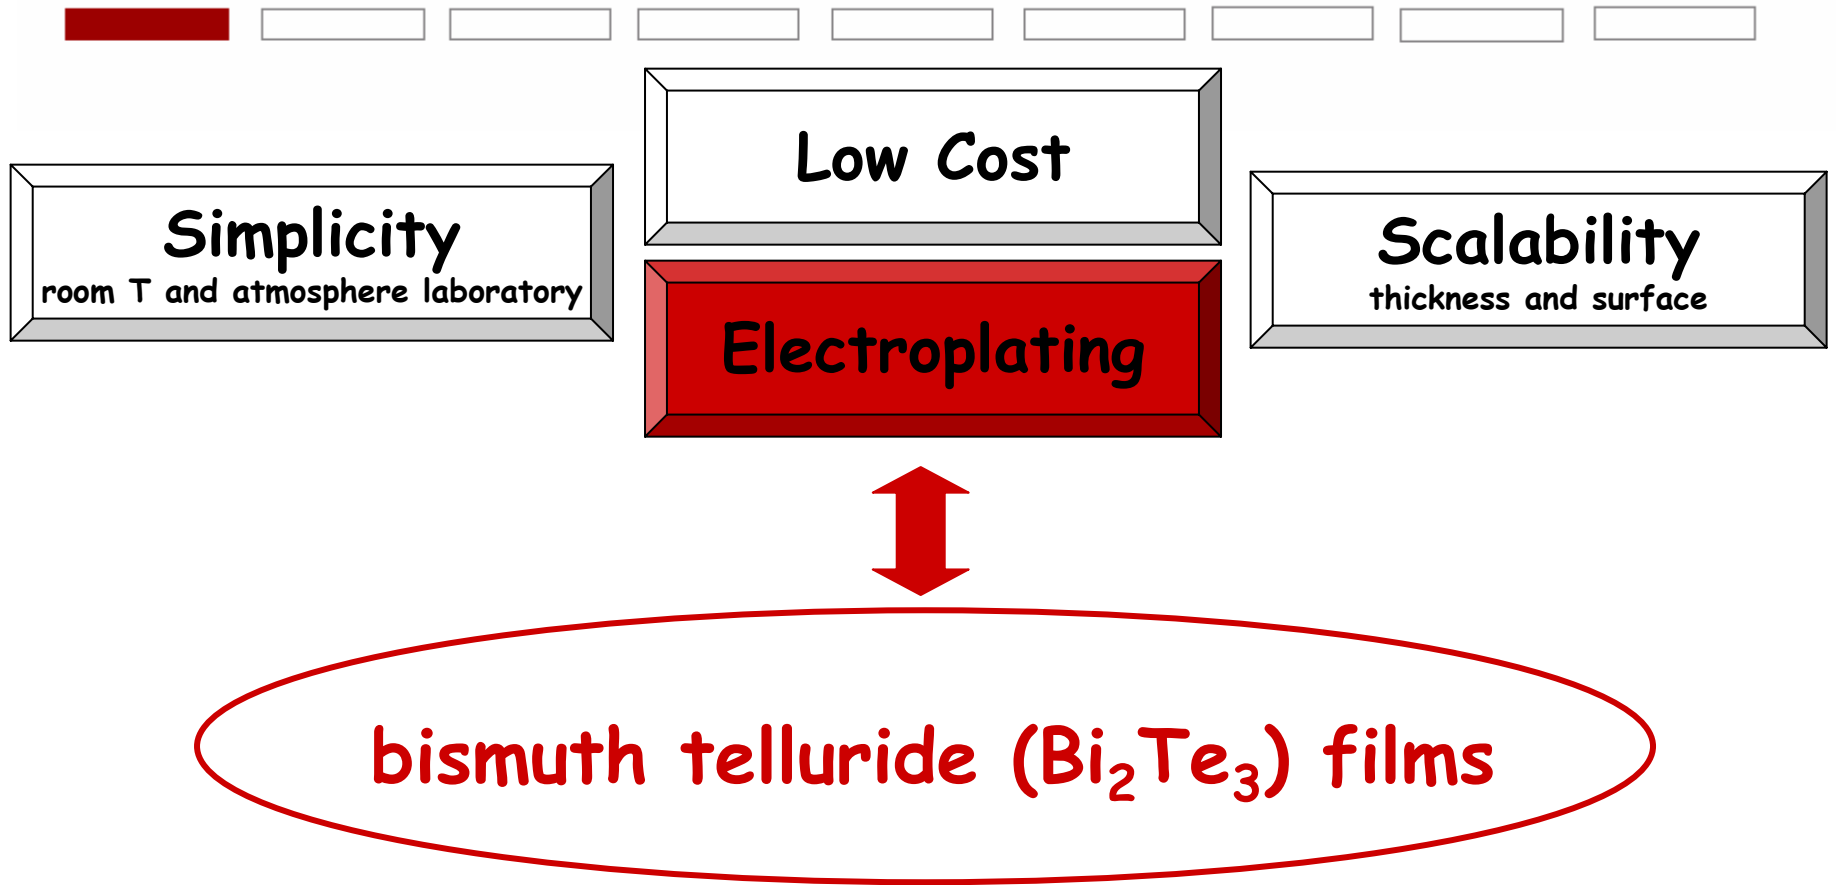 Low Cost
Simplicity
room T and atmosphere laboratory
Scalability
thickness and surface
Electroplating
bismuth telluride (Bi₂Te₃) films